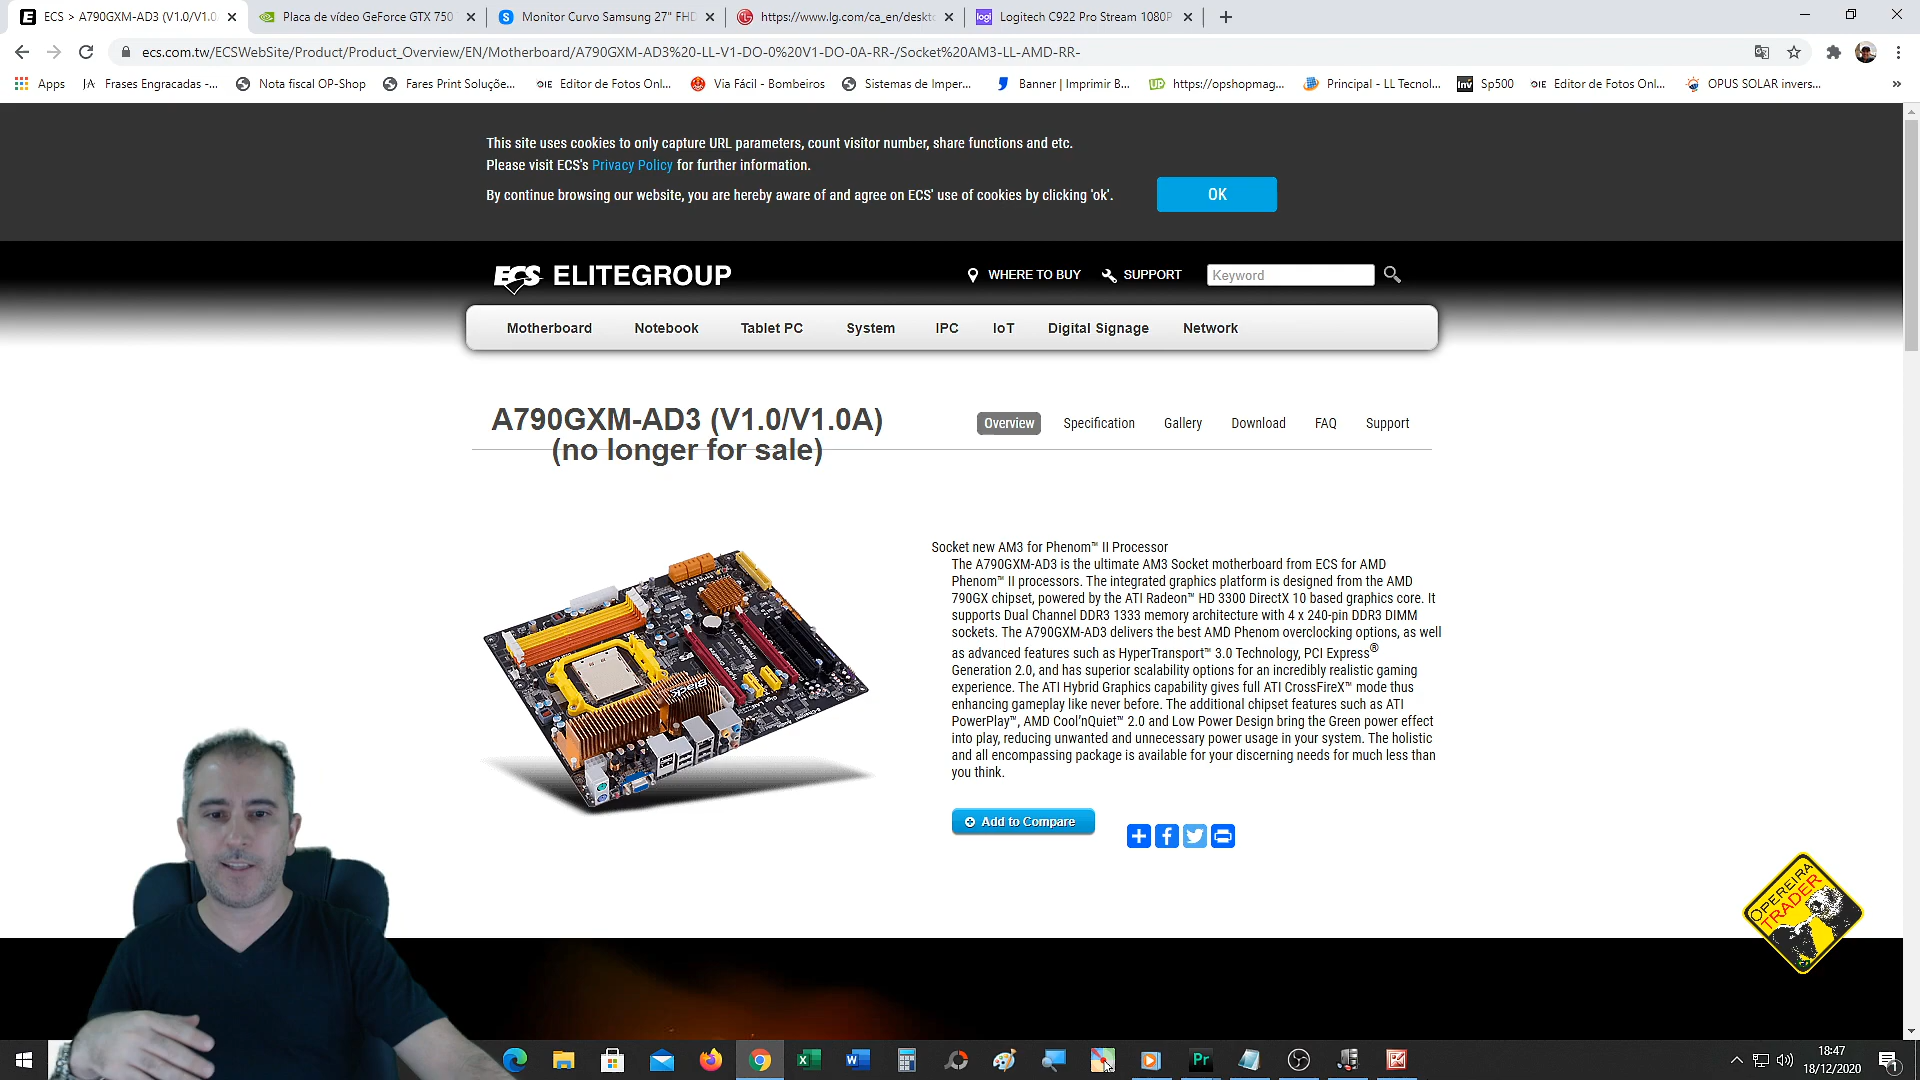 ECS > A790GXM-AD3 (V1.0/V1.0
Placa de vídeo GeForce GTX 750
Monitor Curvo Samsung 27" FHD
https://www.lg.com/ca_en/deskto
Logitech C922 Pro Stream 1080P
ecs.com.tw/ECSWebSite/Product/Product_Overview/EN/Motherboard/A790GXM-AD3%20-LL-V1-DO-0%20V1-DO-0A-RR-/Socket%20AM3-LL-AMD-RR-
Apps
Frases Engracadas -...
Nota fiscal OP-Shop
Fares Print Soluçõe...
Editor de Fotos Onl...
Via Fácil - Bombeiros
Sistemas de Imper...
Banner | Imprimir B...
https://opshopmag...
Principal - LL Tecnol...
Sp500
Editor de Fotos Onl...
OPUS SOLAR invers...
This site uses cookies to only capture URL parameters, count visitor number, share functions and etc.
Please visit ECS's Privacy Policy for further information.
By continue browsing our website, you are hereby aware of and agree on ECS' use of cookies by clicking 'ok'.
OK
ECS ELITEGROUP
WHERE TO BUY
SUPPORT
Keyword
Motherboard
Notebook
Tablet PC
System
IPC
IoT
Digital Signage
Network
A790GXM-AD3 (V1.0/V1.0A)
(no longer for sale)
Overview
Specification
Gallery
Download
FAQ
Support
Socket new AM3 for Phenom™ II Processor
The A790GXM-AD3 is the ultimate AM3 Socket motherboard from ECS for AMD
Phenom™ II processors. The integrated graphics platform is designed from the AMD
790GX chipset, powered by the ATI Radeon™ HD 3300 DirectX 10 based graphics core. It
supports Dual Channel DDR3 1333 memory architecture with 4 x 240-pin DDR3 DIMM
sockets. The A790GXM-AD3 delivers the best AMD Phenom overclocking options, as well
as advanced features such as HyperTransport™ 3.0 Technology, PCI Express®
Generation 2.0, and has superior scalability options for an incredibly realistic gaming
experience. The ATI Hybrid Graphics capability gives full ATI CrossFireX™ mode thus
enhancing gameplay like never before. The additional chipset features such as ATI
PowerPlay™, AMD Cool'nQuiet™ 2.0 and Low Power Design bring the Green power effect
into play, reducing unwanted and unnecessary power usage in your system. The holistic
and all encompassing package is available for your discerning needs for much less than
you think.
Add to Compare
Black
OPEREIRA
TRADER
18:47
18/12/2020
1